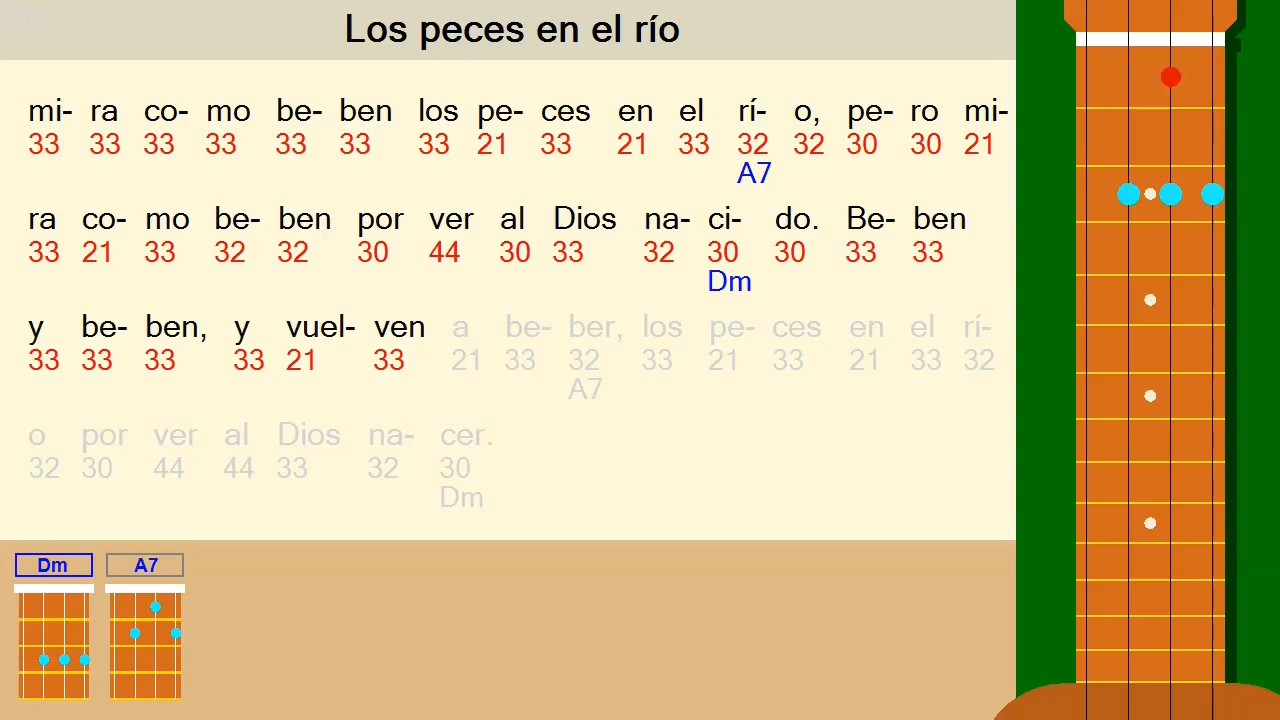 Dm
Los peces en el río
mi- ra co- mo be- ben los pe- ces en el rí- o, pe- ro mi-
33 33 33 33 33 33 33 21 33 21 33 32 32 30 30 21
A7
ra co- mo be- ben por ver al Dios na- ci- do. Be- ben
33 21 33 32 32 30 44 30 33 32 30 30 33 33
Dm
y be- ben, y vuel- ven a be- ber, los pe- ces en el rí-
33 33 33 33 21 33 21 33 32 33 21 33 21 33 32
A7
o por ver al Dios na- cer.
32 30 44 44 33 32 30
Dm
Dm A7